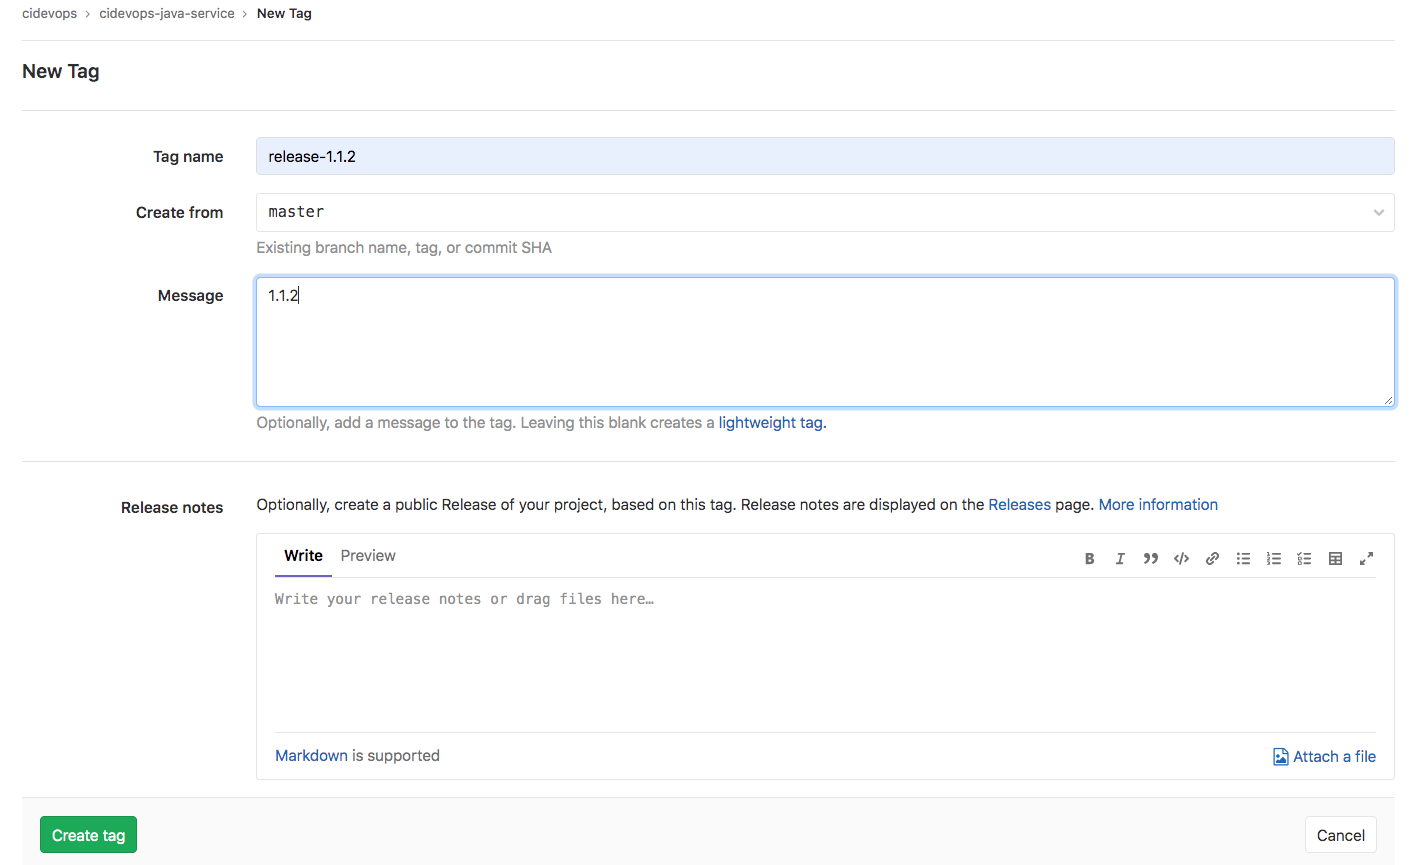 cidevops > cidevops-java-service > New Tag
New Tag
Tag name
release-1.1.2
Create from
master
Existing branch name, tag, or commit SHA
Message
1.1.2
Optionally, add a message to the tag. Leaving this blank creates a lightweight tag.
Release notes
Optionally, create a public Release of your project, based on this tag. Release notes are displayed on the Releases page. More information
Write Preview
Write your release notes or drag files here…
Markdown is supported
Attach a file
Create tag
Cancel